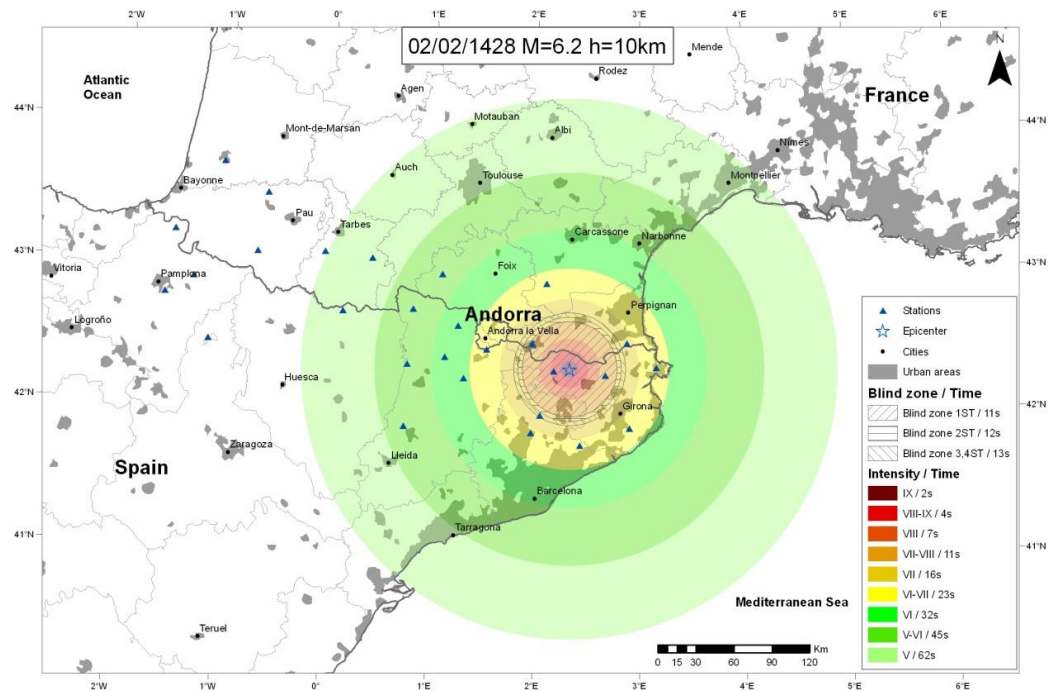 2°W 1°W 0° 1°E 2°E 3°E 4°E 5°E 6°E
02/02/1428 M=6.2 h=10km
N
Mende
Atlantic
Ocean
Rodez
Agen
France
44°N
44°N
Motauban
Mont-de-Marsan
Albi
Nîmes
Auch
Toulouse
Montpellier
Bayonne
Pau
Tarbes
Carcassone
Narbonne
43°N
43°N
Foix
Vitoria
Pamplona
Andorra
Perpignan
Logroño
Andorra la Vella
Huesca
42°N
42°N
Girona
Zaragoza
Lleida
Spain
Barcelona
Tarragona
41°N
41°N
Mediterranean Sea
Teruel
Km
0 15 30 60 90 120
Stations
Epicenter
Cities
Urban areas
Blind zone / Time
Blind zone 1ST / 11s
Blind zone 2ST / 12s
Blind zone 3,4ST / 13s
Intensity / Time
IX / 2s
VIII-IX / 4s
VIII / 7s
VII-VIII / 11s
VII / 16s
VI-VII / 23s
VI / 32s
V-VI / 45s
V / 62s
2°W 1°W 0° 1°E 2°E 3°E 4°E 5°E